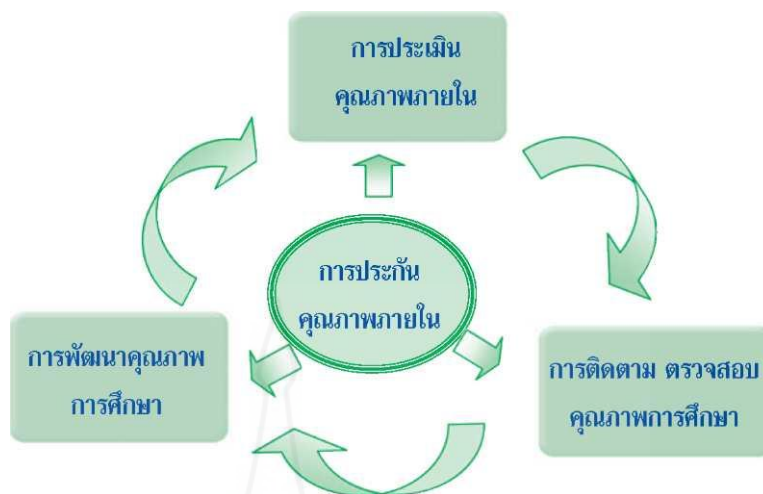 การประเมิน
คุณภาพภายใน
การประกัน
คุณภาพภายใน
การพัฒนาคุณภาพ
การศึกษา
การติดตาม ตรวจสอบ
คุณภาพการศึกษา